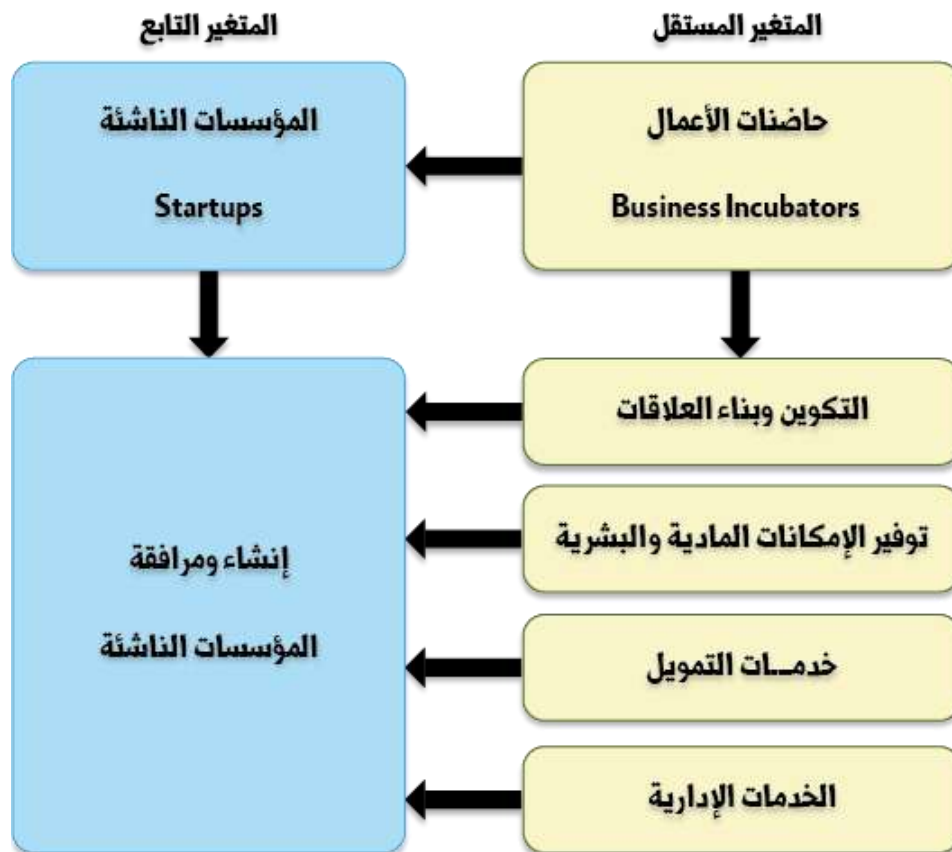 المتغير المستقل
المتغير التابع
حاضنات الأعمال
Business Incubators
المؤسسات الناشئة
Startups
التكوين وبناء العلاقات
توفير الإمكانات المادية والبشرية
خدمــات التمويل
الخدمات الإدارية
إنشاء ومرافقة
المؤسسات الناشئة